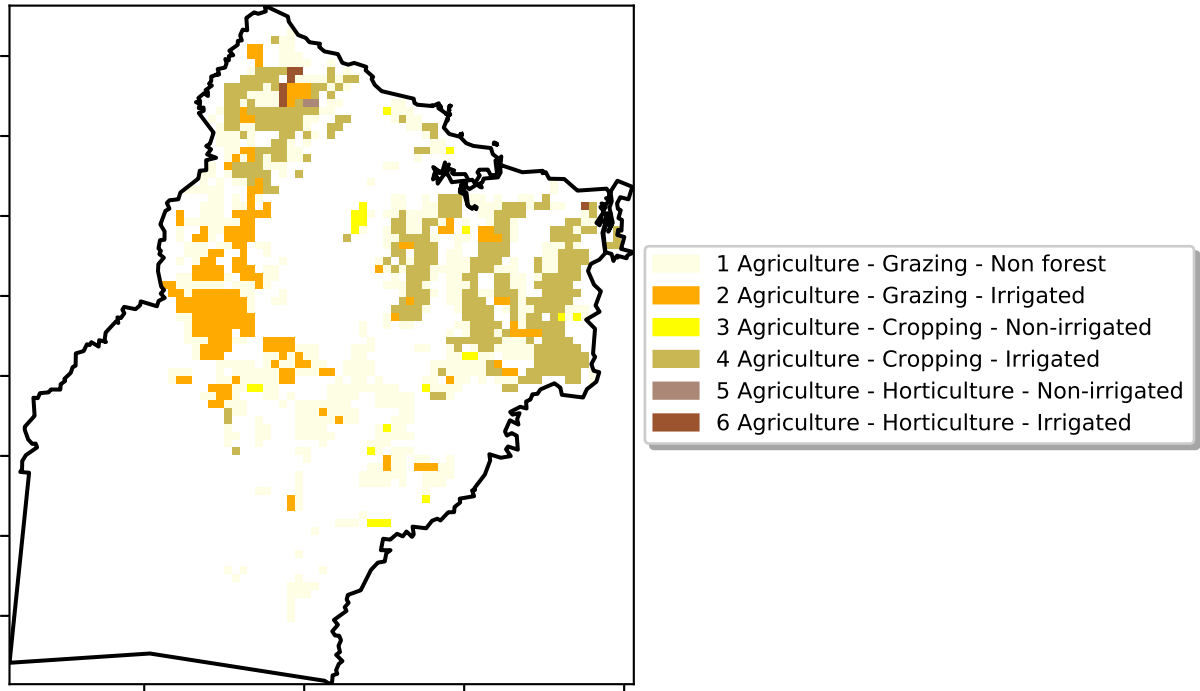 1 Agriculture - Grazing - Non forest
2 Agriculture - Grazing - Irrigated
3 Agriculture - Cropping - Non-irrigated
4 Agriculture - Cropping - Irrigated
5 Agriculture - Horticulture - Non-irrigated
6 Agriculture - Horticulture - Irrigated